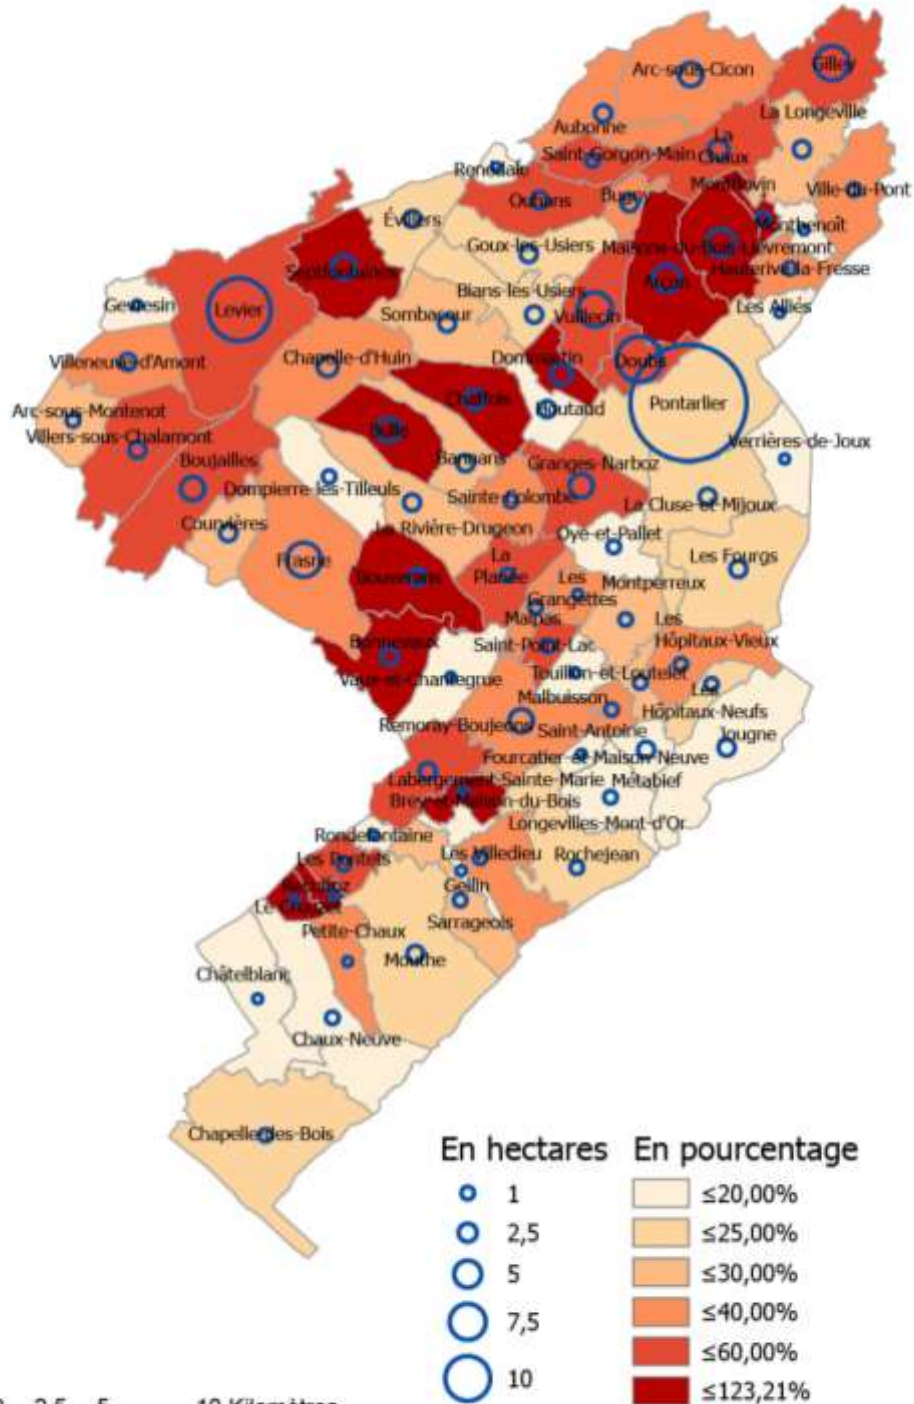 Gilley
Arc-sous-Cicon
La Longeville
Aubonne
La
Chaux
Saint-Gorgon-Main
Renédale
Montflovin
Ville-du-Pont
Ouhans
Bugny
Évillers
Montbenoît
Goux-les-Usiers
Maisons-du-Bois-Lièvremont
Septfontaines
Hauterive-la-Fresse
Arçon
Gevresin
Levier
Bians-les-Usiers
Les Alliés
Sombacour
Vuillecin
Villeneuve-d'Amont
Chapelle-d'Huin
Dommartin
Doubs
Chaffois
Pontarlier
Arc-sous-Montenot
Houtaud
Villers-sous-Chalamont
Bulle
Verrières-de-Joux
Boujailles
Bannans
Granges-Narboz
Dompierre-les-Tilleuls
Sainte-Colombe
La Cluse-et-Mijoux
Courvières
La Rivière-Drugeon
Oye-et-Pallet
Frasne
La
Planée
Les Fourgs
Bouverans
Les
Grangettes
Montperreux
Malpas
Les
Hôpitaux-Vieux
Bonnevaux
Saint-Point-Lac
Vaux-et-Chantegrue
Touillon-et-Loutelet
Malbuisson
Les
Hôpitaux-Neufs
Remoray-Boujeons
Saint-Antoine
Jougne
Fourcatier-et-Maison-Neuve
Labergement-Sainte-Marie
Métabief
Brey-et-Maison-du-Bois
Longevilles-Mont-d'Or
Rondefontaine
Les Pontets
Les Villedieu
Rochejean
Gellin
Le Crouzet
Sarrageois
Petite-Chaux
Mouthe
Châtelblanc
Chaux-Neuve
Chapelle-des-Bois
En hectares
1
2,5
5
7,5
10
En pourcentage
≤20,00%
≤25,00%
≤30,00%
≤40,00%
≤60,00%
≤123,21%
2,5 5 10 Kilomètres